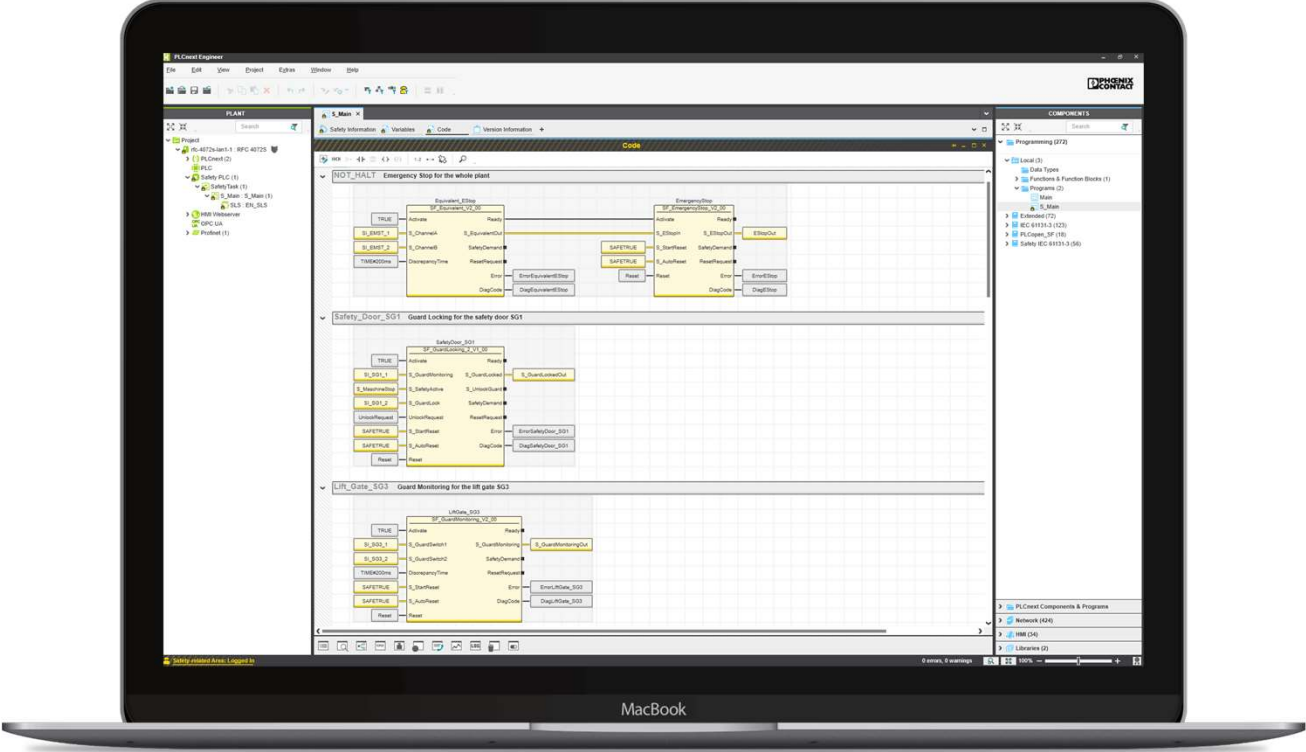 PLCnext Engineer
File Edit View Project Extras Window Help
PHOENIX
CONTACT
PLANT
Search
Project
rfc-4072s-lan1-1 : RFC 4072S
PLCnext (2)
PLC
Safety PLC (1)
SafetyTask (1)
S_Main : S_Main (1)
SLS : EN_SLS
HMI Webserver
OPC UA
Profinet (1)
S_Main
Safety Information Variables Code Version Information
Code
NOT_HALT Emergency Stop for the whole plant
Equivalent_EStop
SF_Equivalent_V2_00
TRUE Activate Ready
SI_EMST_1 S_ChannelA S_EquivalentOut
SI_EMST_2 S_ChannelB SafetyDemand
TIME#200ms DiscrepancyTime ResetRequest
Error ErrorEquivalentEStop
DiagCode DiagEquivalentEStop
EmergencyStop
SF_EmergencyStop_V2_00
Activate Ready
S_EStopIn S_EStopOut EStopOut
SAFETRUE S_StartReset SafetyDemand
SAFETRUE S_AutoReset ResetRequest
Reset Reset Error ErrorEStop
DiagCode DiagEStop
Safety_Door_SG1 Guard Locking for the safety door SG1
SafetyDoor_SG1
SF_GuardLocking_2_V1_00
TRUE Activate Ready
SI_SG1_1 S_GuardMonitoring S_GuardLocked S_GuardLockedOut
S_MaschineStop S_SafetyActive S_UnlockGuard
SI_SG1_2 S_GuardLock SafetyDemand
UnlockRequest UnlockRequest ResetRequest
SAFETRUE S_StartReset Error ErrorSafetyDoor_SG1
SAFETRUE S_AutoReset DiagCode DiagSafetyDoor_SG1
Reset Reset
Lift_Gate_SG3 Guard Monitoring for the lift gate SG3
LiftGate_SG3
SF_GuardMonitoring_V2_00
TRUE Activate Ready
SI_SG3_1 S_GuardSwitch1 S_GuardMonitoring S_GuardMonitoringOut
SI_SG3_2 S_GuardSwitch2 SafetyDemand
TIME#200ms DiscrepancyTime ResetRequest
SAFETRUE S_StartReset Error ErrorLiftGate_SG3
SAFETRUE S_AutoReset DiagCode DiagLiftGate_SG3
Reset Reset
COMPONENTS
Search
Programming (272)
Local (3)
Data Types
Functions & Function Blocks (1)
Programs (2)
Main
S_Main
Extended (72)
IEC 61131-3 (123)
PLCopen_SF (18)
Safety IEC 61131-3 (56)
PLCnext Components & Programs
Network (424)
HMI (34)
Libraries (2)
Safety-related Area: Logged In
0 errors, 0 warnings
100%
MacBook